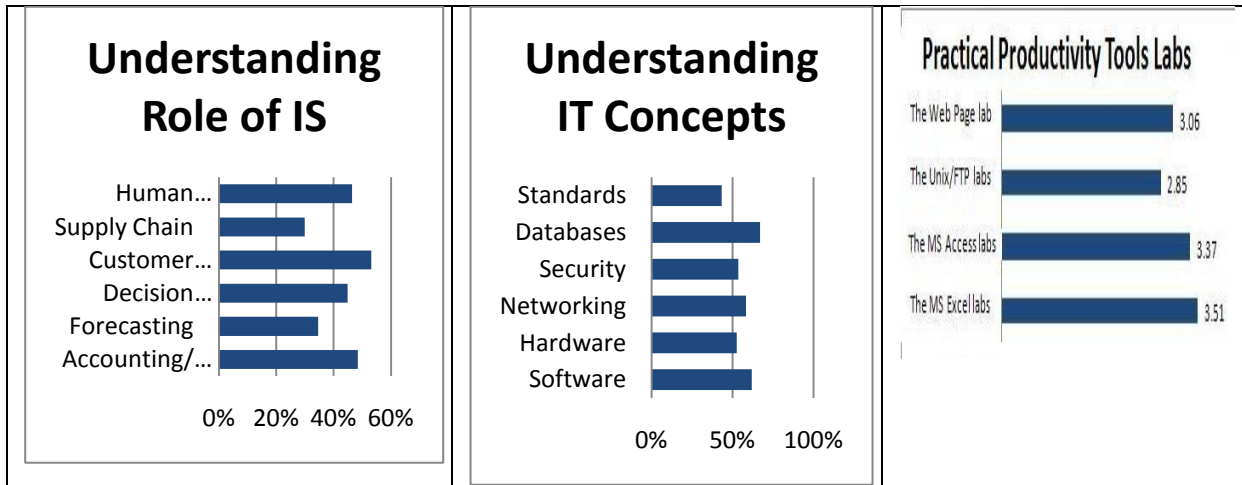 Understanding
Role of IS
Human...
Supply Chain
Customer...
Decision...
Forecasting
Accounting/...
0% 20% 40% 60%
Understanding
IT Concepts
Standards
Databases
Security
Networking
Hardware
Software
0% 50% 100%
Practical Productivity Tools Labs
The Web Page lab 3.06
The Unix/FTP labs 2.85
The MS Access labs 3.37
The MS Excel labs 3.51